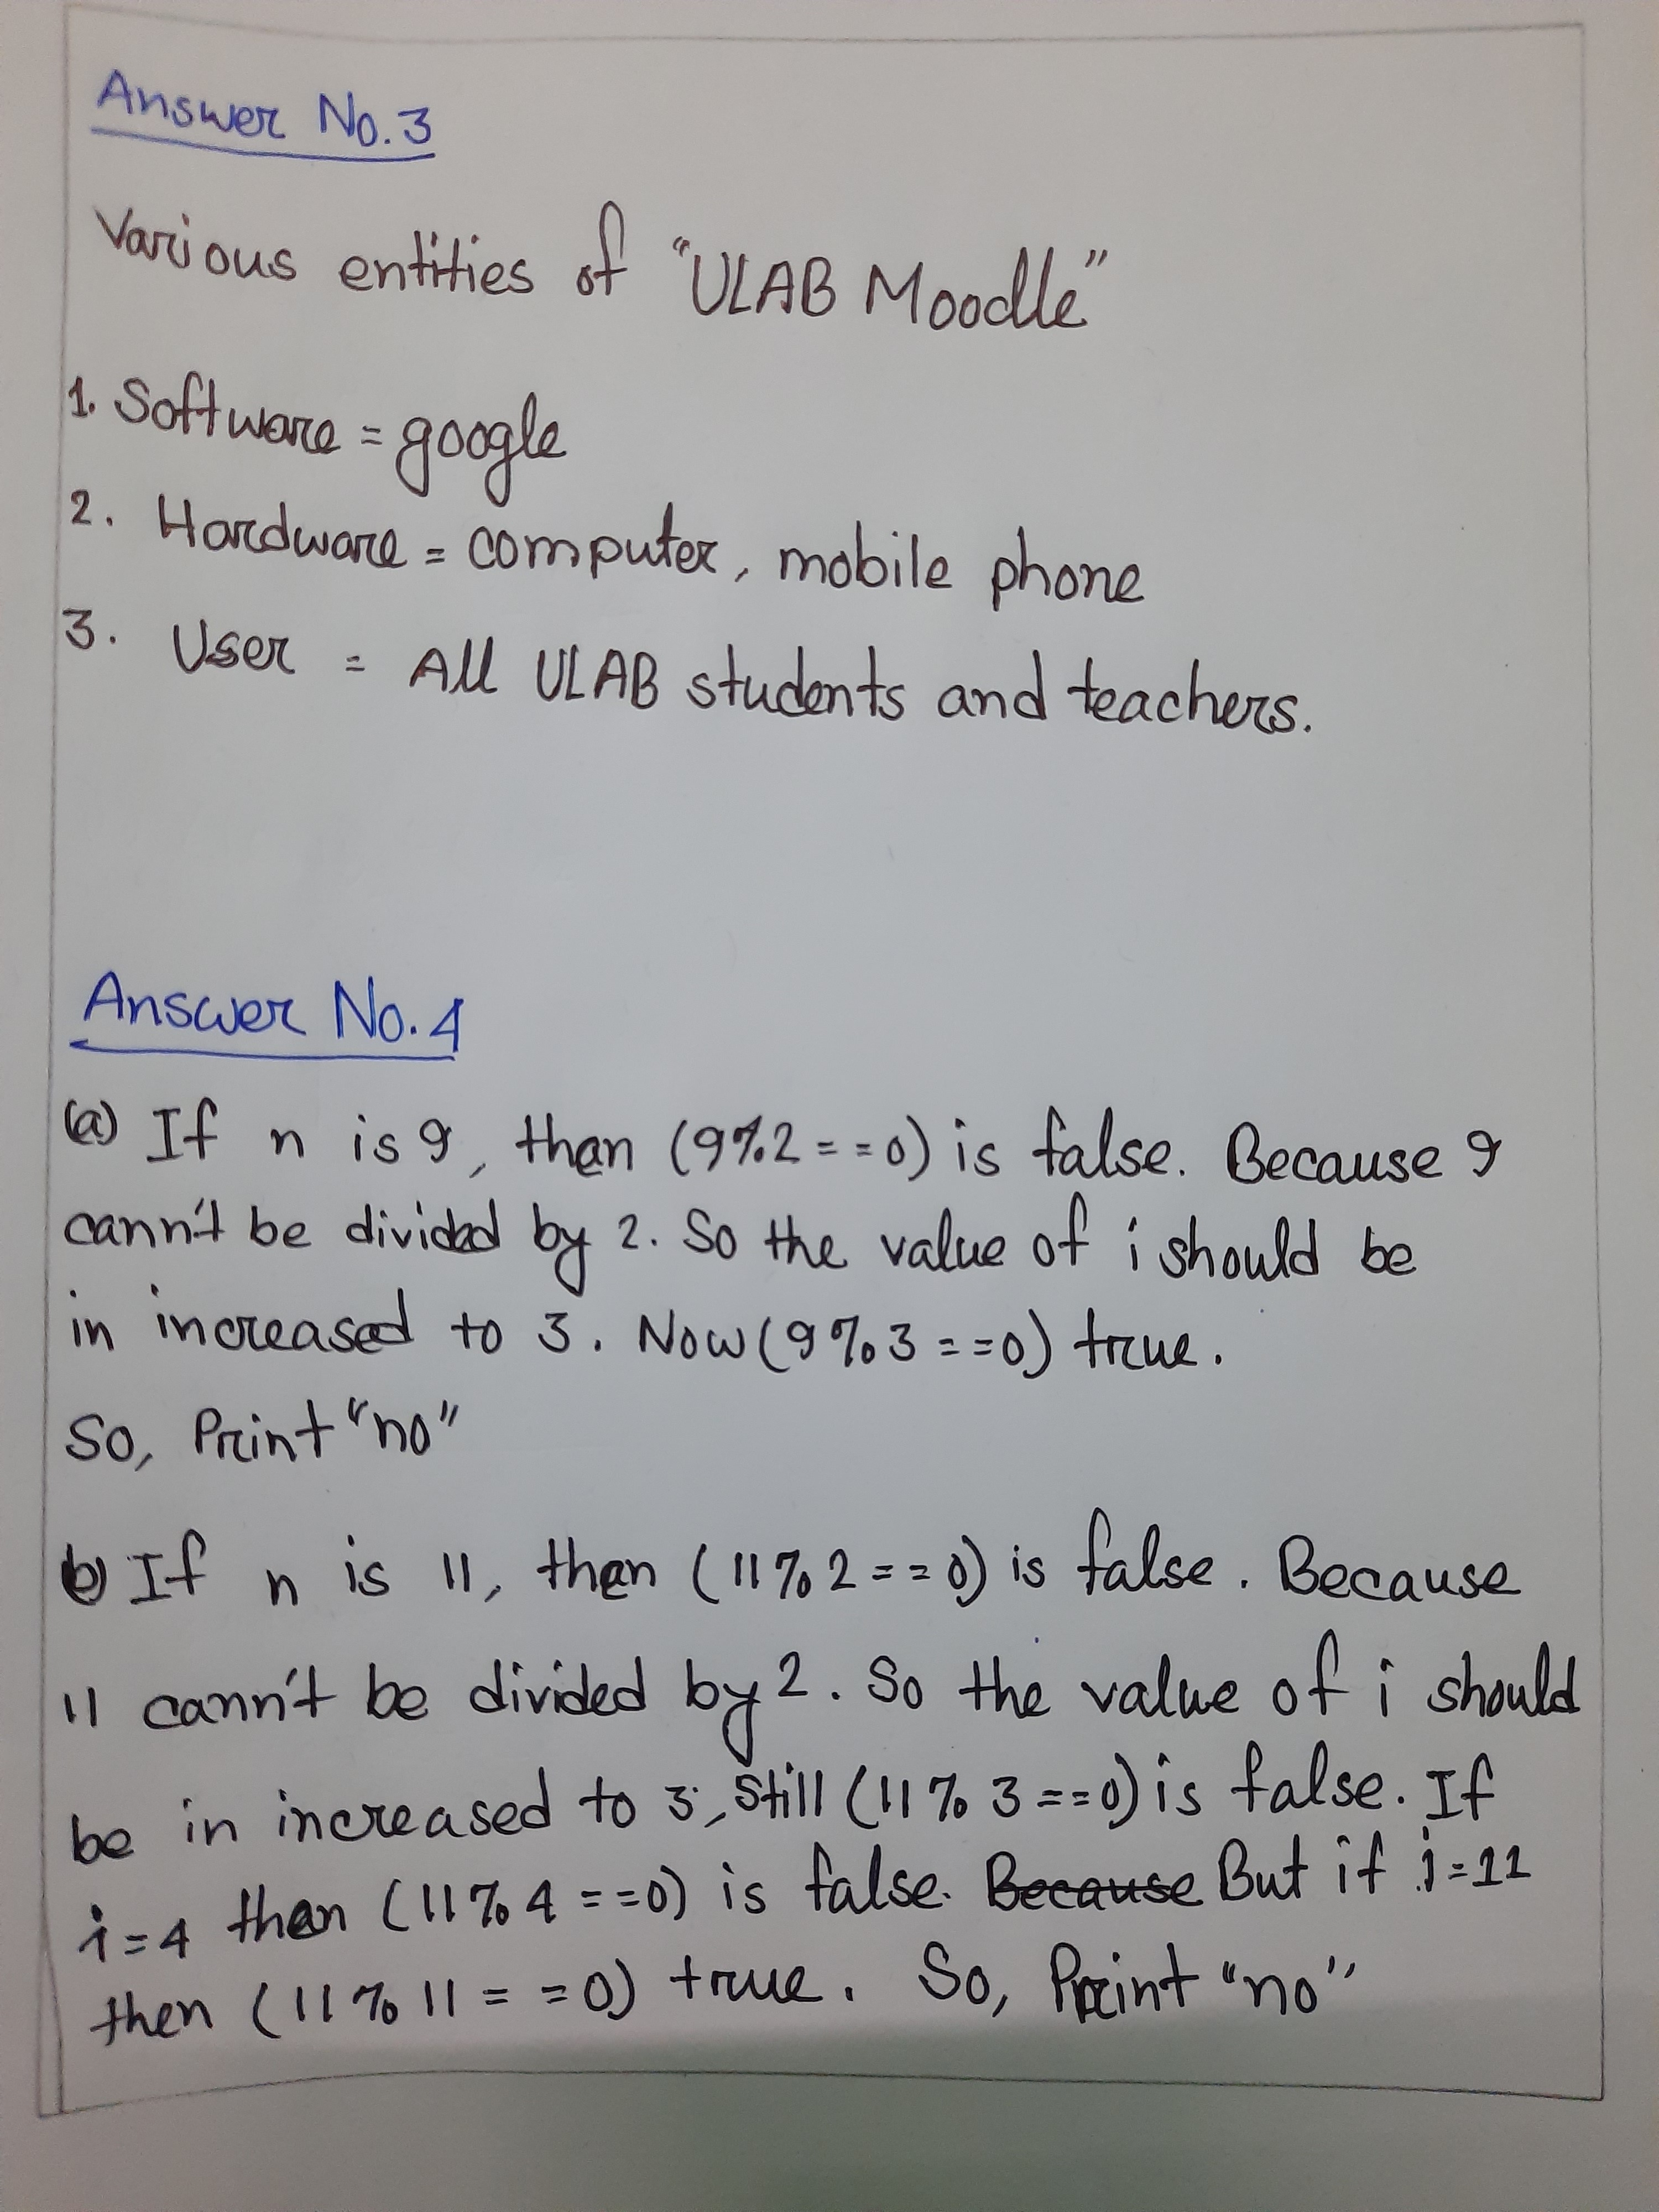 Answer No.3
Various entities of "ULAB Moodle"
1. Software = google
2. Hardware = computer, mobile phone
3. User = All ULAB students and teachers.
Answer No.4
(a) If n is 9, then (9%2 = = 0) is false. Because 9
cann't be divided by 2. So the value of i should be
in increased to 3. Now (9%3 = = 0) true.
So, Print "no"
b) If n is 11, then (11%2 = = 0) is false. Because
11 cann't be divided by 2. So the value of i should
be in increased to 3, still (11%3 = = 0) is false. If
i = 4 then (11%4 = = 0) is false. Because But if i = 11
then (11%11 = = 0) true. So, Print "no"